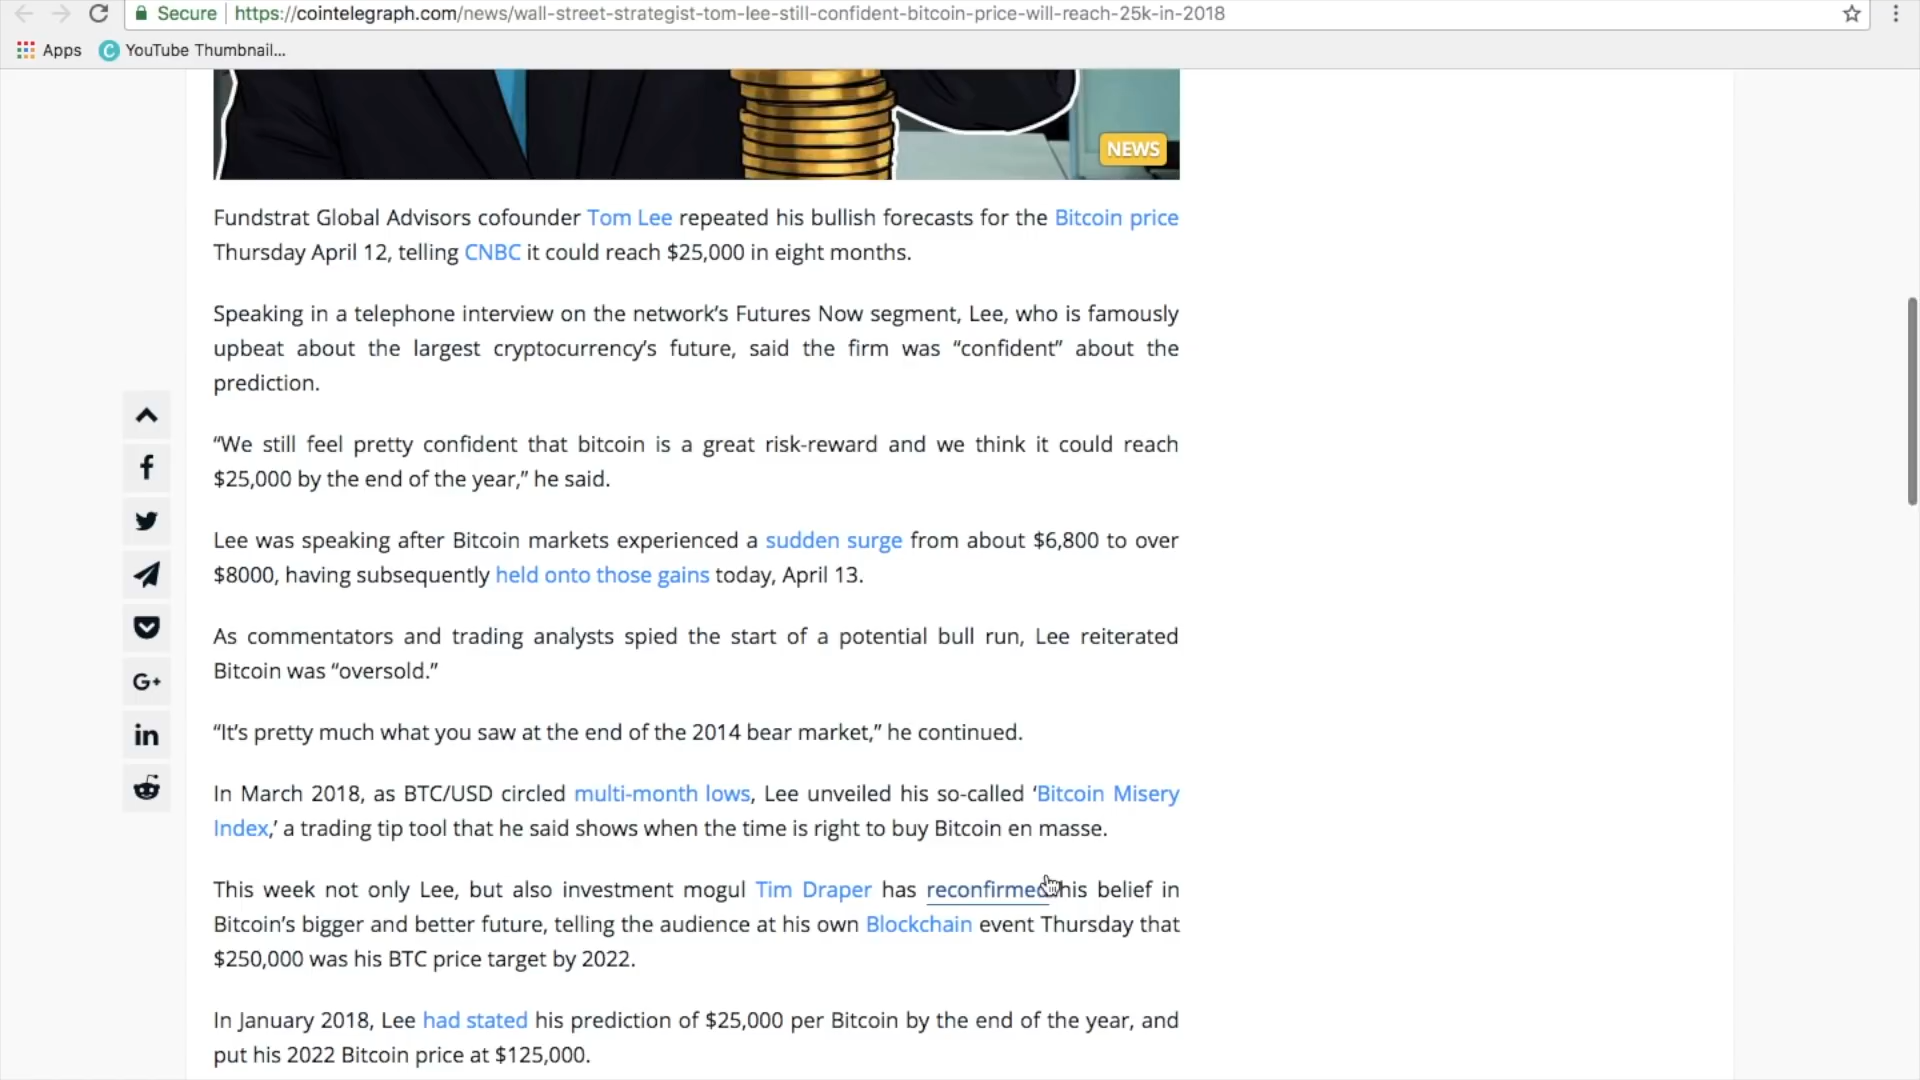 Secure https://cointelegraph.com/news/wall-street-strategist-tom-lee-still-confident-bitcoin-price-will-reach-25k-in-2018
Apps C YouTube Thumbnail...
NEWS
Fundstrat Global Advisors cofounder Tom Lee repeated his bullish forecasts for the Bitcoin price
Thursday April 12, telling CNBC it could reach $25,000 in eight months.
Speaking in a telephone interview on the network’s Futures Now segment, Lee, who is famously
upbeat about the largest cryptocurrency’s future, said the firm was “confident” about the
prediction.
“We still feel pretty confident that bitcoin is a great risk-reward and we think it could reach
$25,000 by the end of the year,” he said.
Lee was speaking after Bitcoin markets experienced a sudden surge from about $6,800 to over
$8000, having subsequently held onto those gains today, April 13.
As commentators and trading analysts spied the start of a potential bull run, Lee reiterated
Bitcoin was “oversold.”
“It’s pretty much what you saw at the end of the 2014 bear market,” he continued.
In March 2018, as BTC/USD circled multi-month lows, Lee unveiled his so-called ‘Bitcoin Misery
Index,’ a trading tip tool that he said shows when the time is right to buy Bitcoin en masse.
This week not only Lee, but also investment mogul Tim Draper has reconfirmed his belief in
Bitcoin’s bigger and better future, telling the audience at his own Blockchain event Thursday that
$250,000 was his BTC price target by 2022.
In January 2018, Lee had stated his prediction of $25,000 per Bitcoin by the end of the year, and
put his 2022 Bitcoin price at $125,000.
G+
in